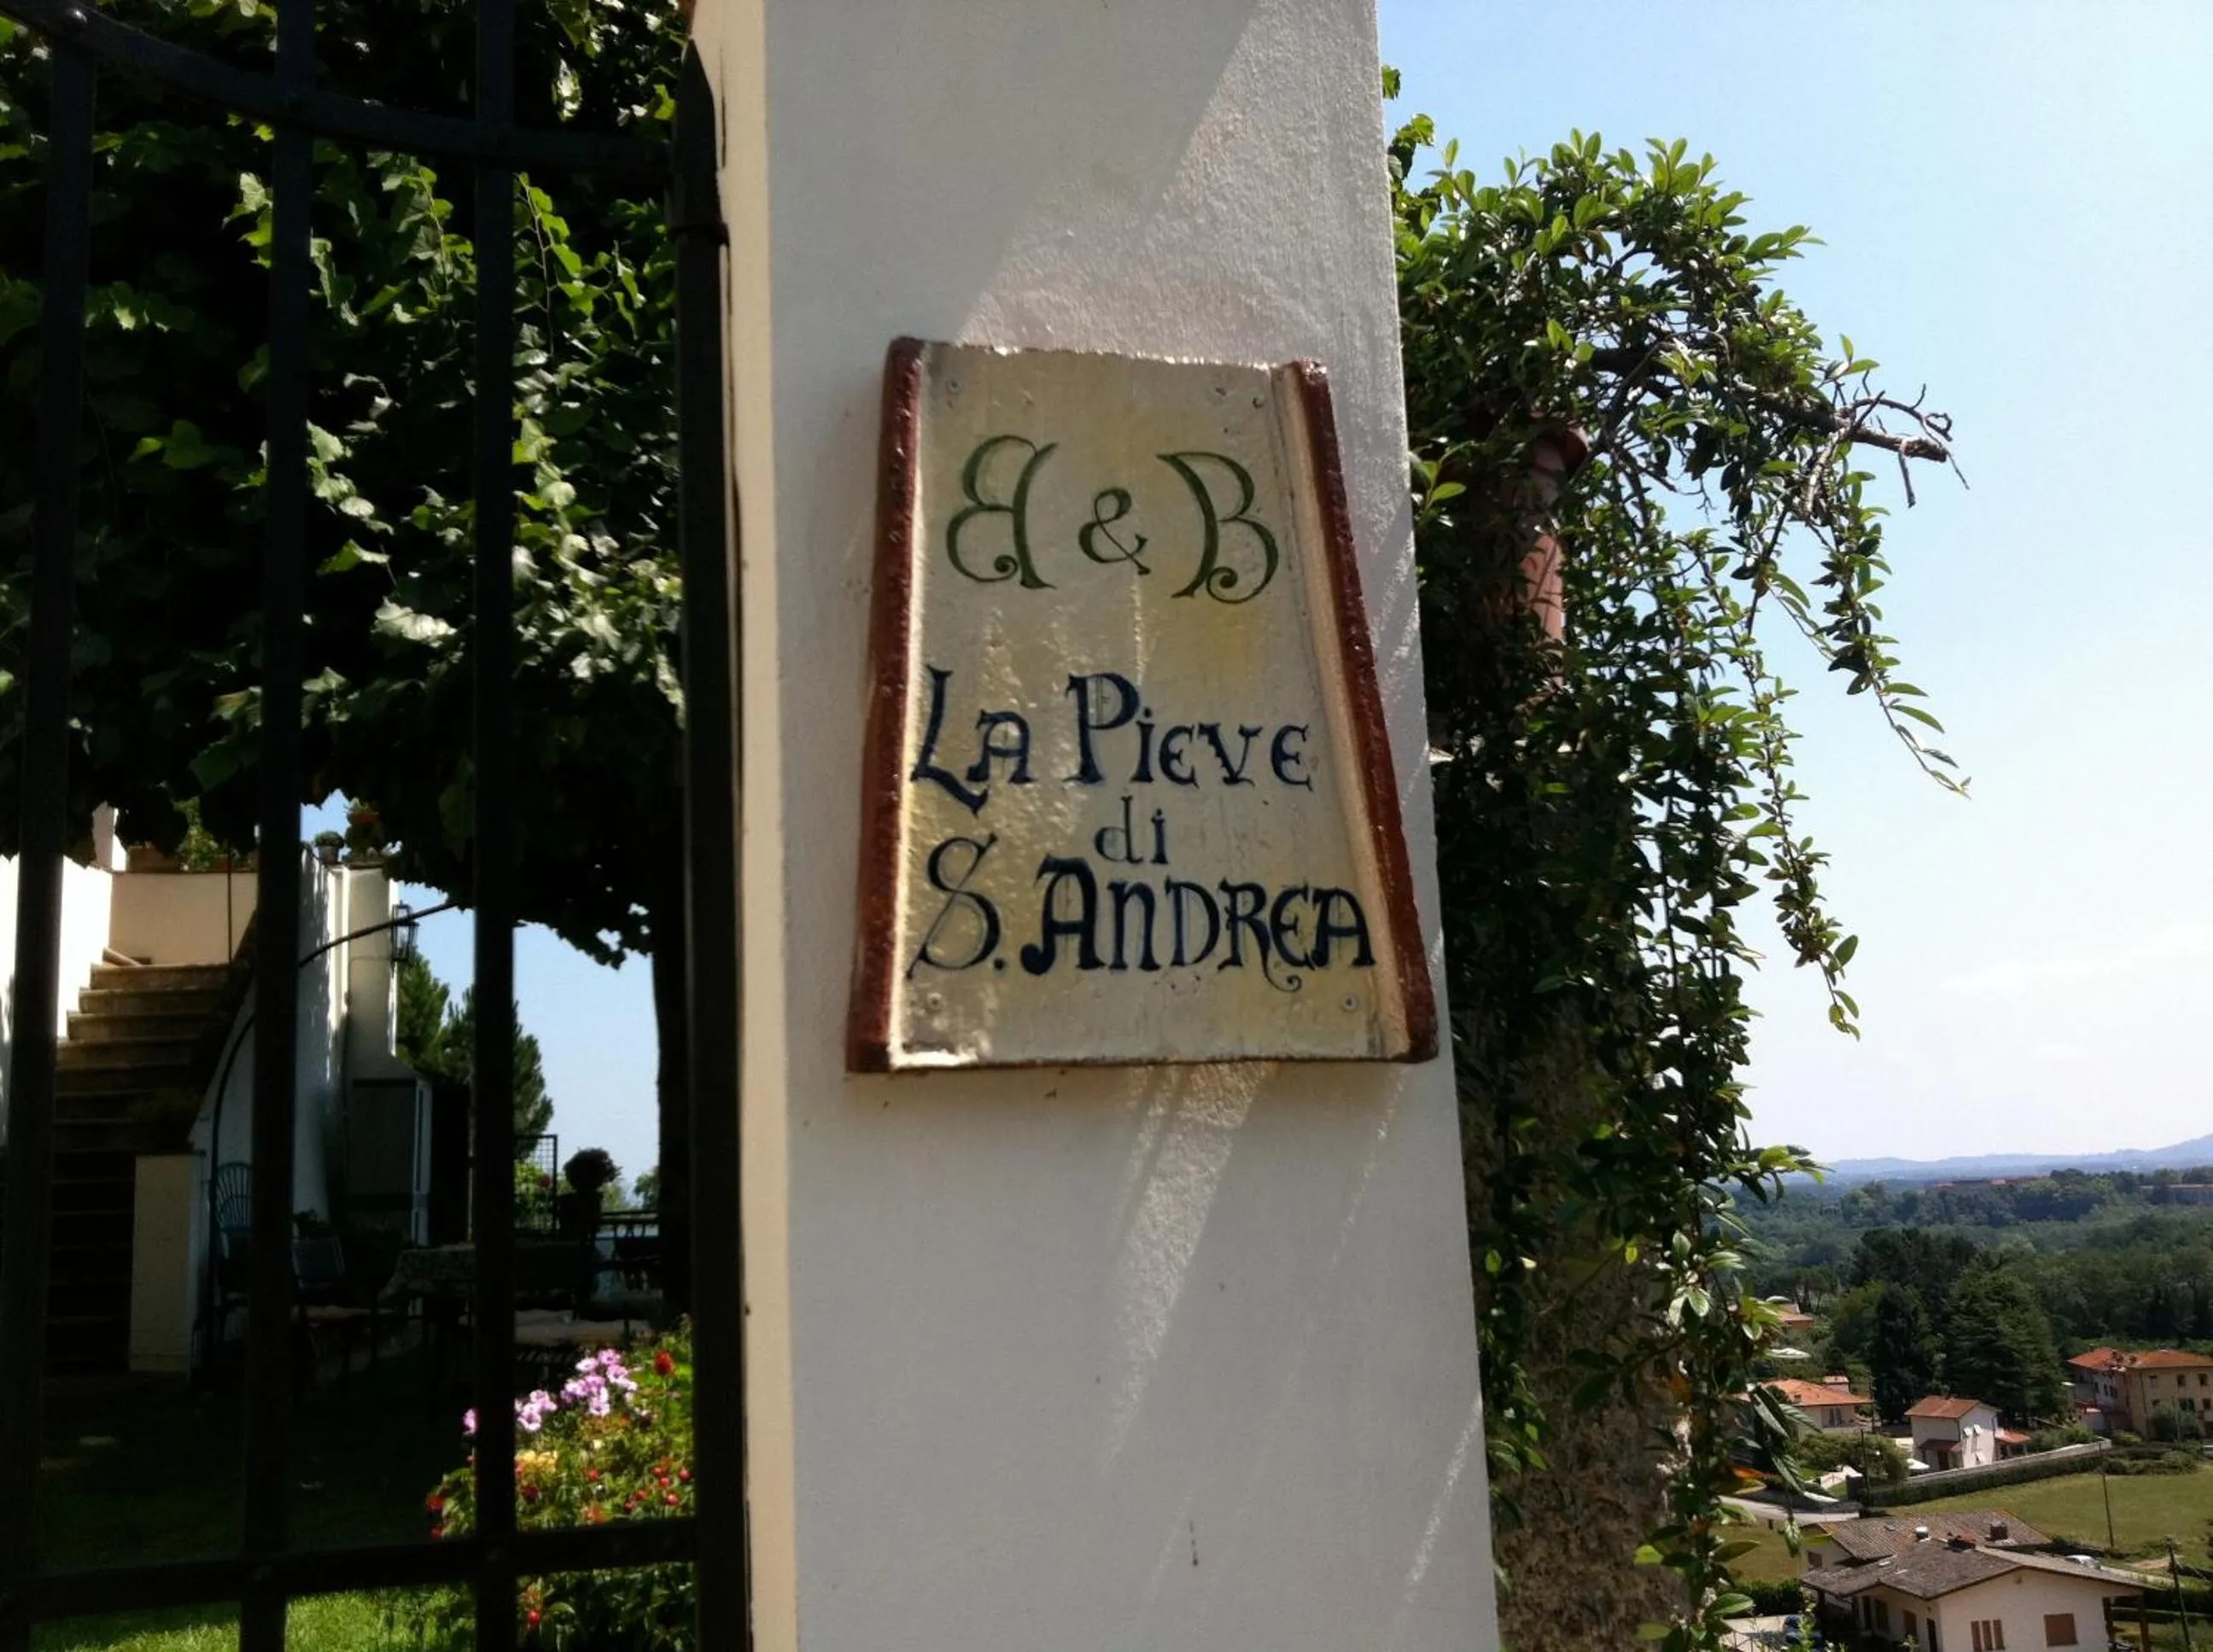 B & B
La Pieve
di
S. Andrea